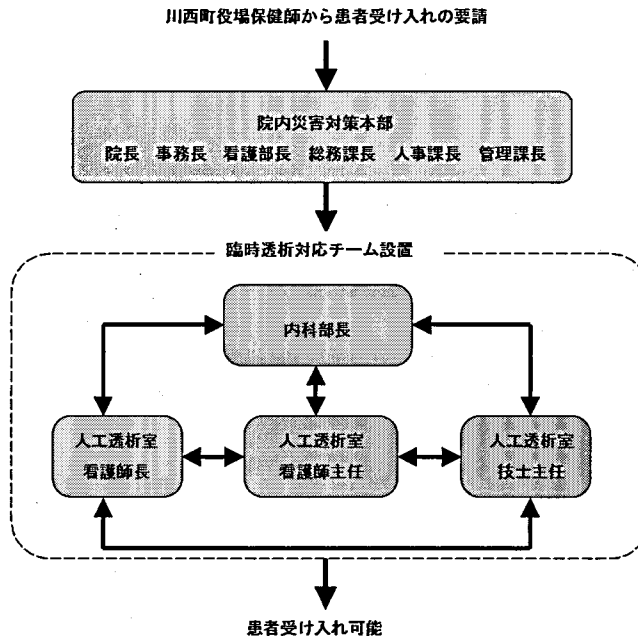 川西町役場保健師から患者受け入れの要請
院内災害対策本部
院長 事務長 看護部長 総務課長 人事課長 管理課長
臨時透析対応チーム設置
内科部長
人工透析室
看護師長
人工透析室
看護師主任
人工透析室
技士主任
患者受け入れ可能